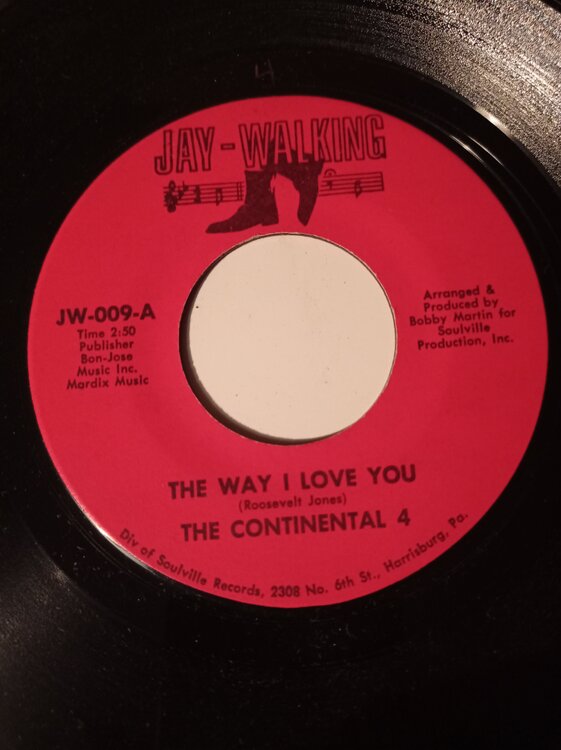 4
JAY-WALKING
JW-009-A
Time 2:50
Publisher
Bon-Jose
Music Inc.
Mardix Music
Arranged &
Produced by
Bobby Martin for
Soulville
Production, Inc.
THE WAY I LOVE YOU
(Roosevelt Jones)
THE CONTINENTAL 4
Div of Soulville Records, 2308 No. 6th St., Harrisburg, Pa.